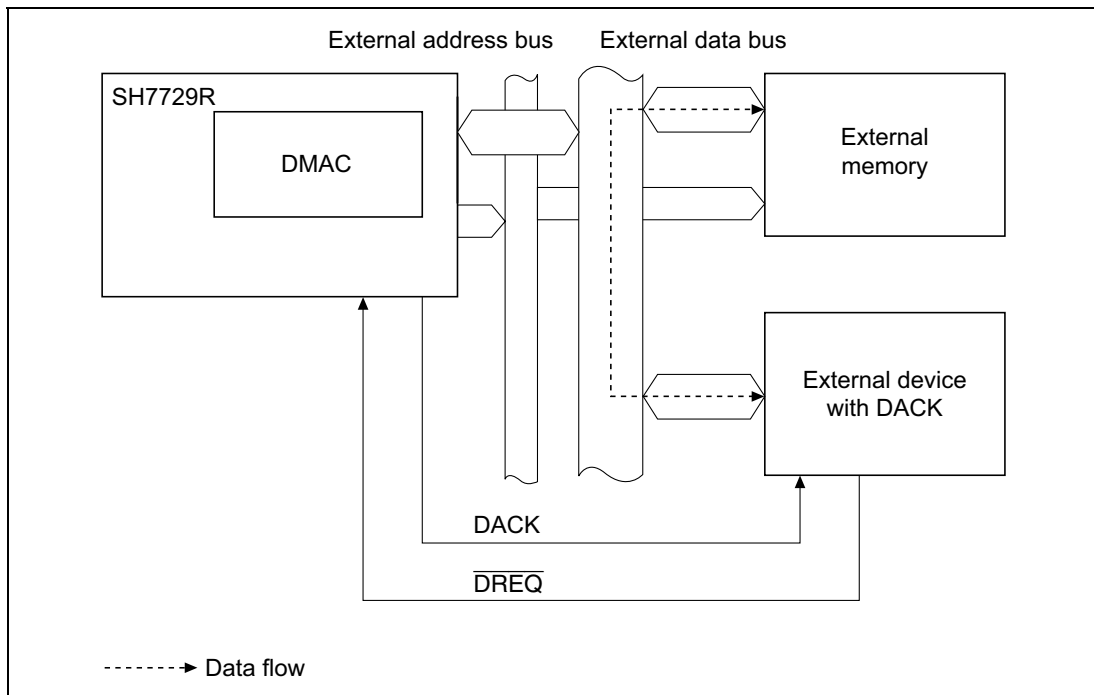 External address bus
External data bus
SH7729R
DMAC
External
memory
External device
with DACK
DACK
DREQ
Data flow